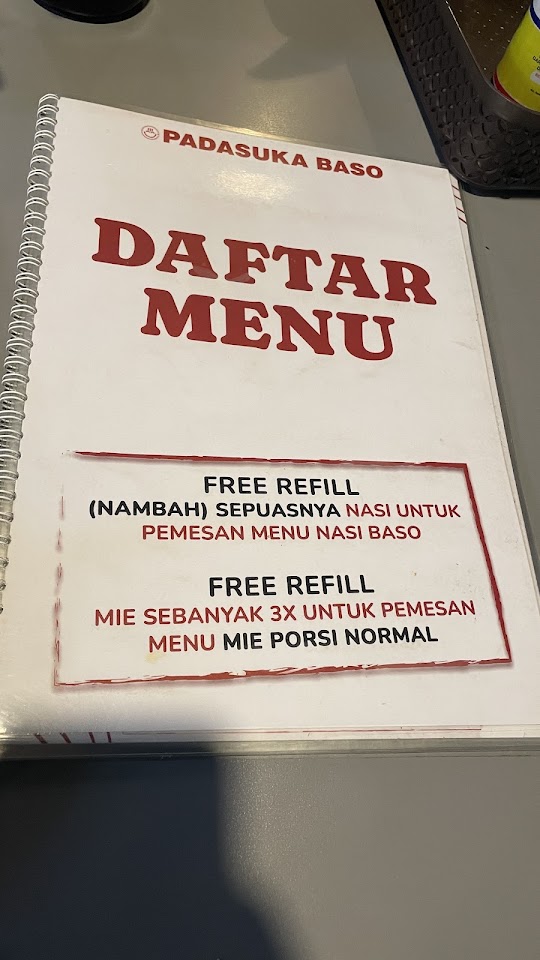 PADASUKA BASO
DAFTAR
MENU
FREE REFILL
(NAMBAH) SEPUASNYA NASI UNTUK
PEMESAN MENU NASI BASO
FREE REFILL
MIE SEBANYAK 3X UNTUK PEMESAN
MENU MIE PORSI NORMAL